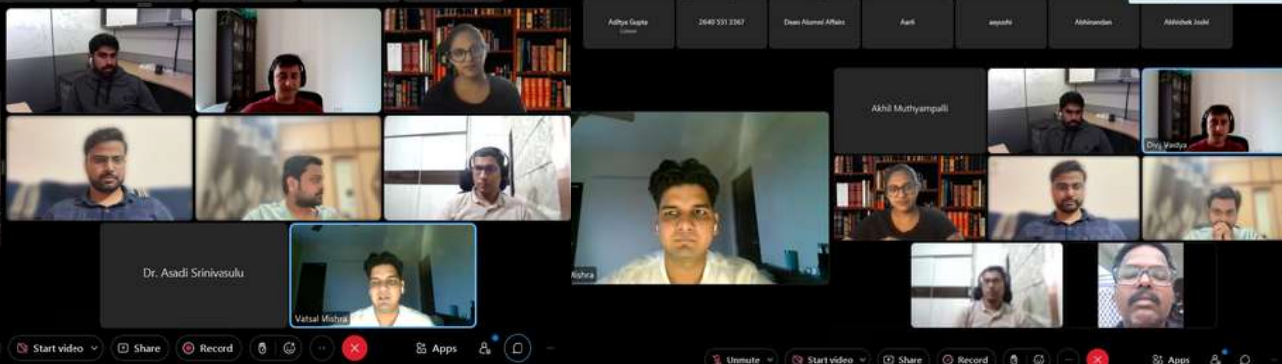 Dr. Asadi Srinivasulu
Vatsal Mishra
Start video
Share
Record
Apps
Aditya Gupta
2640 551 3367
Dean Alumni Affairs
Aarti
aayushi
Abhinandan
Abhishek Joshi
Akhil Muthyampalli
Divij Vaidya
Mishra
Unmute
Start video
Share
Record
Apps